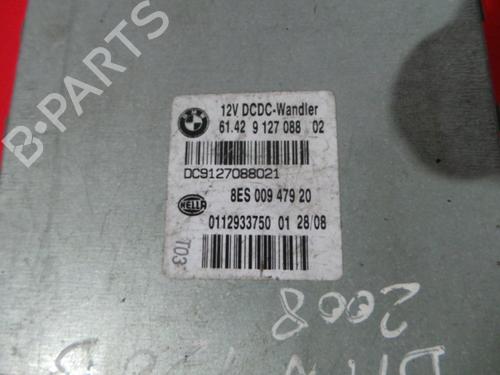 BMW
12V DCDC-Wandler
61.42 9 127 088 02
DC9127088021
8ES 009 479 20
HELLA
0112933750 01 28/08
T03
2008